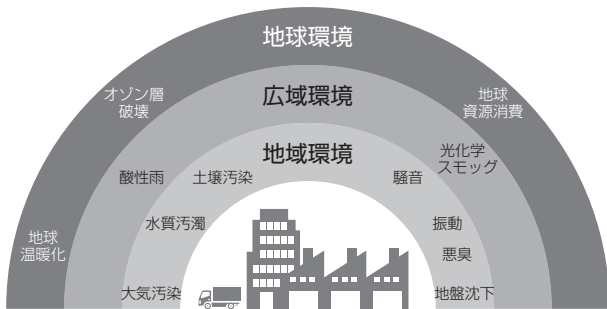 地球環境
広域環境
地域環境
オゾン層
破壊
地球
資源消費
酸性雨
土壌汚染
騒音
光化学
スモッグ
水質汚濁
振動
地球
温暖化
悪臭
大気汚染
地盤沈下